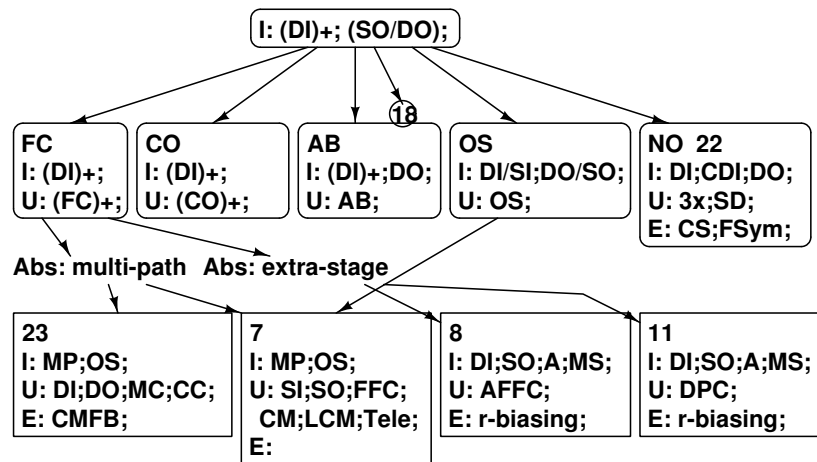 I: (DI)+; (SO/DO);
18
FC
I: (DI)+;
U: (FC)+;
CO
I: (DI)+;
U: (CO)+;
AB
I: (DI)+;DO;
U: AB;
OS
I: DI/SI;DO/SO;
U: OS;
NO 22
I: DI;CDI;DO;
U: 3x;SD;
E: CS;FSym;
Abs: multi-path
Abs: extra-stage
23
I: MP;OS;
U: DI;DO;MC;CC;
E: CMFB;
7
I: MP;OS;
U: SI;SO;FFC;
CM;LCM;Tele;
E:
8
I: DI;SO;A;MS;
U: AFFC;
E: r-biasing;
11
I: DI;SO;A;MS;
U: DPC;
E: r-biasing;